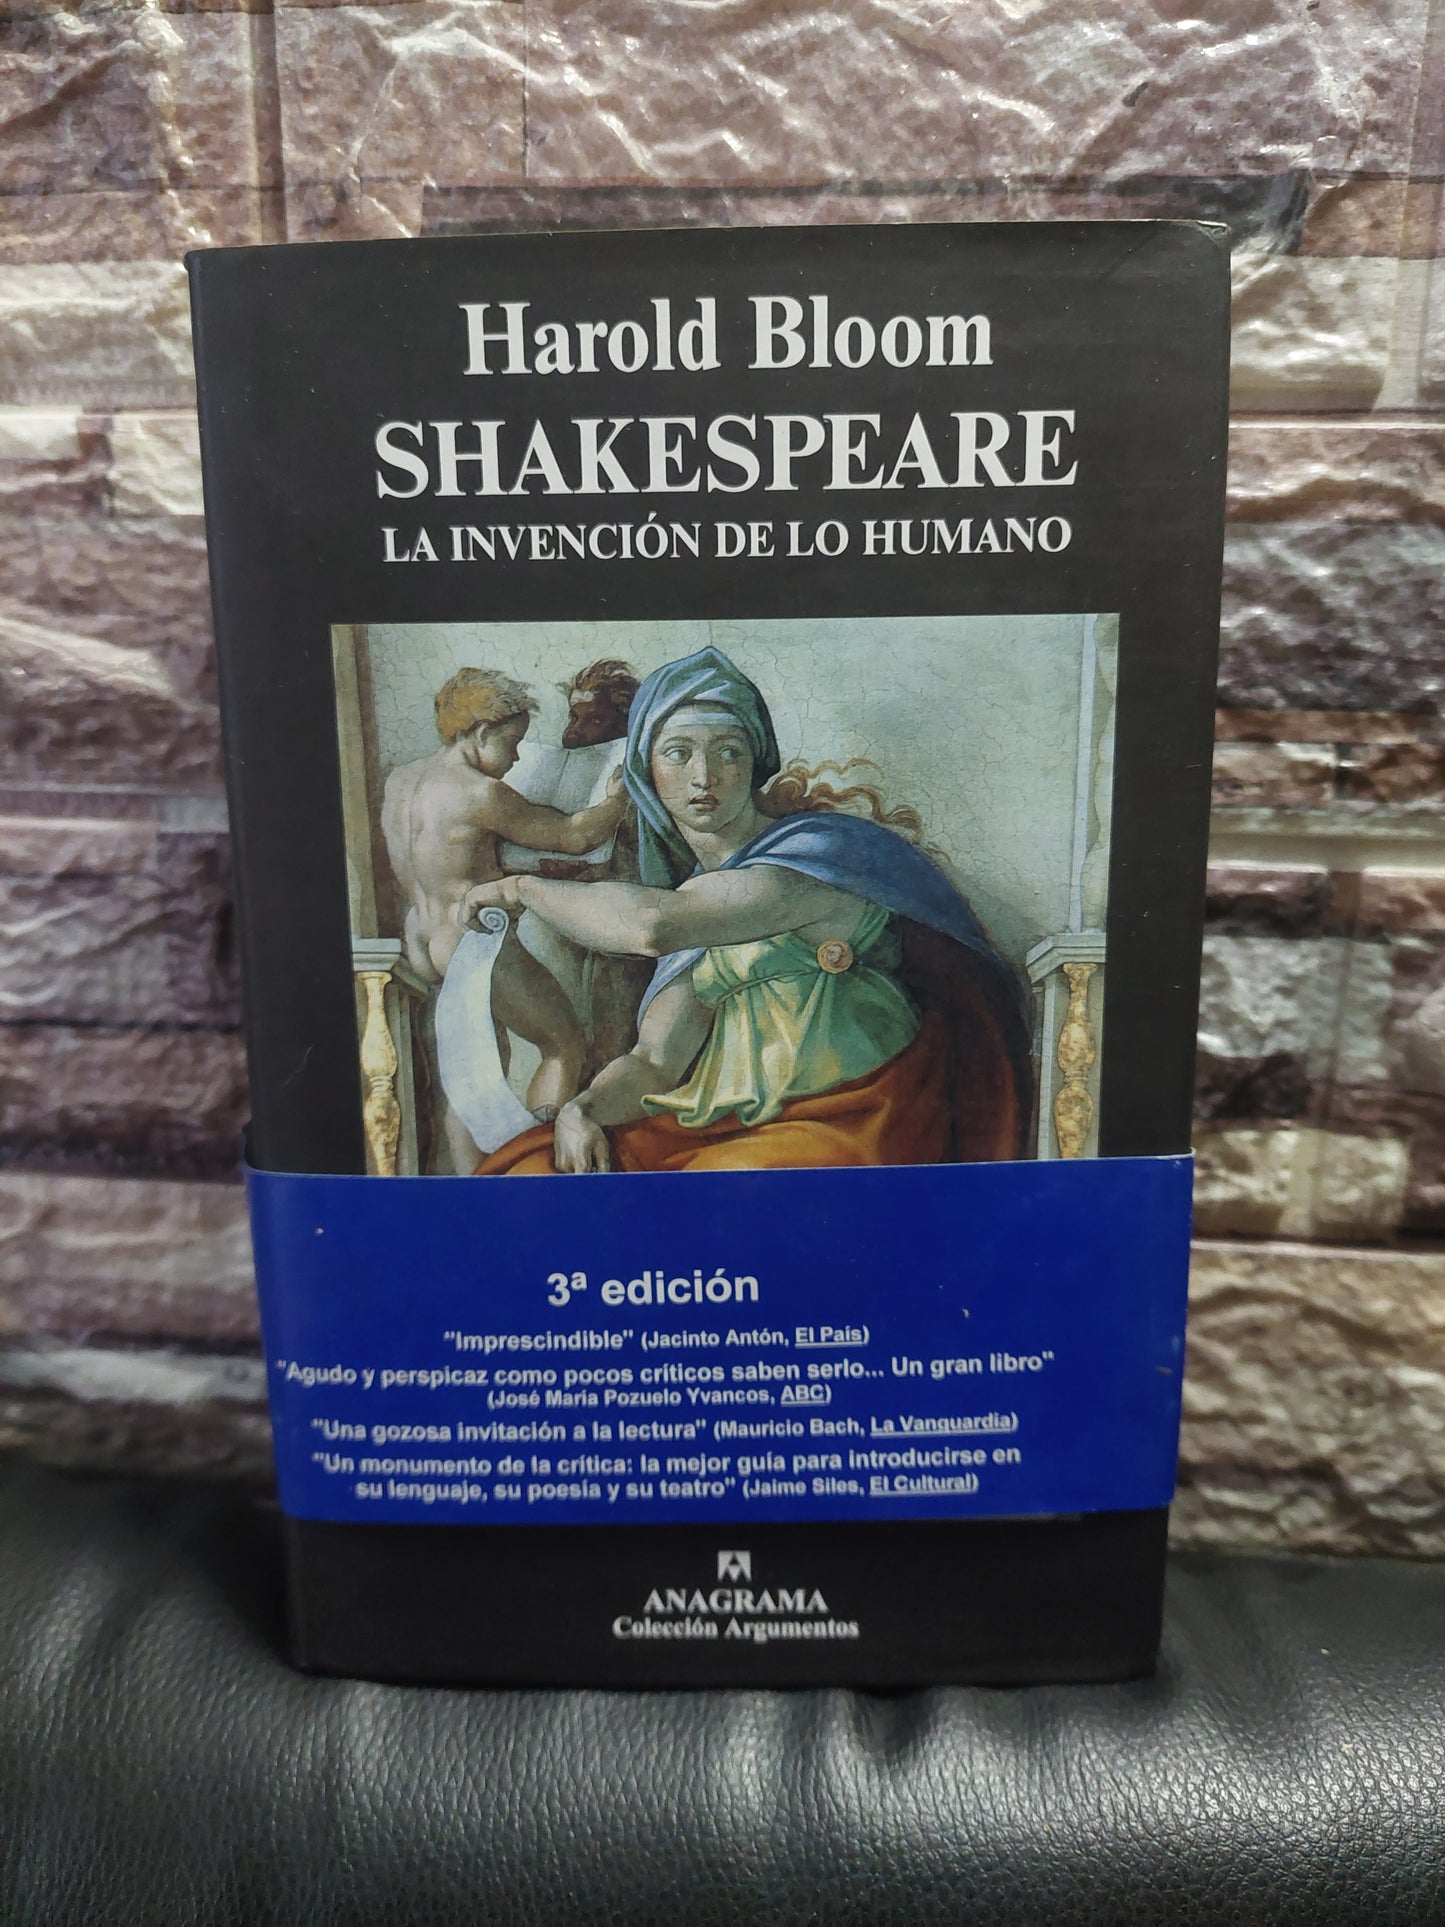 Harold Bloom
SHAKESPEARE
LA INVENCIÓN DE LO HUMANO
3ª edición
"Imprescindible" (Jacinto Antón, El País)
"Agudo y perspicaz como pocos críticos saben serlo... Un gran libro"
(José María Pozuelo Yvancos, ABC)
"Una gozosa invitación a la lectura" (Mauricio Bach, La Vanguardia)
"Un monumento de la crítica: la mejor guía para introducirse en
su lenguaje, su poesía y su teatro" (Jaime Siles, El Cultural)
ANAGRAMA
Colección Argumentos